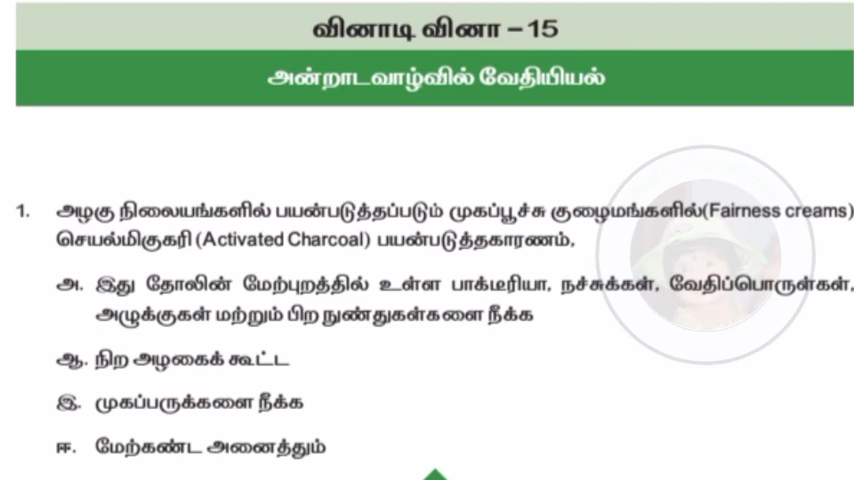 வினாடி வினா – 15
அன்றாடவாழ்வில் வேதியியல்
1. அழகு நிலையங்களில் பயன்படுத்தப்படும் முகப்பூச்சு குழைமங்களில்(Fairness creams)
செயல்மிகுகரி (Activated Charcoal) பயன்படுத்தகாரணம்,
அ. இது தோலின் மேற்புறத்தில் உள்ள பாக்டீரியா, நச்சுக்கள், வேதிப்பொருள்கள்,
அழுக்குகள் மற்றும் பிற நுண்துகள்களை நீக்க
ஆ. நிற அழகைக் கூட்ட
இ. முகப்பருக்களை நீக்க
ஈ. மேற்கண்ட அனைத்தும்